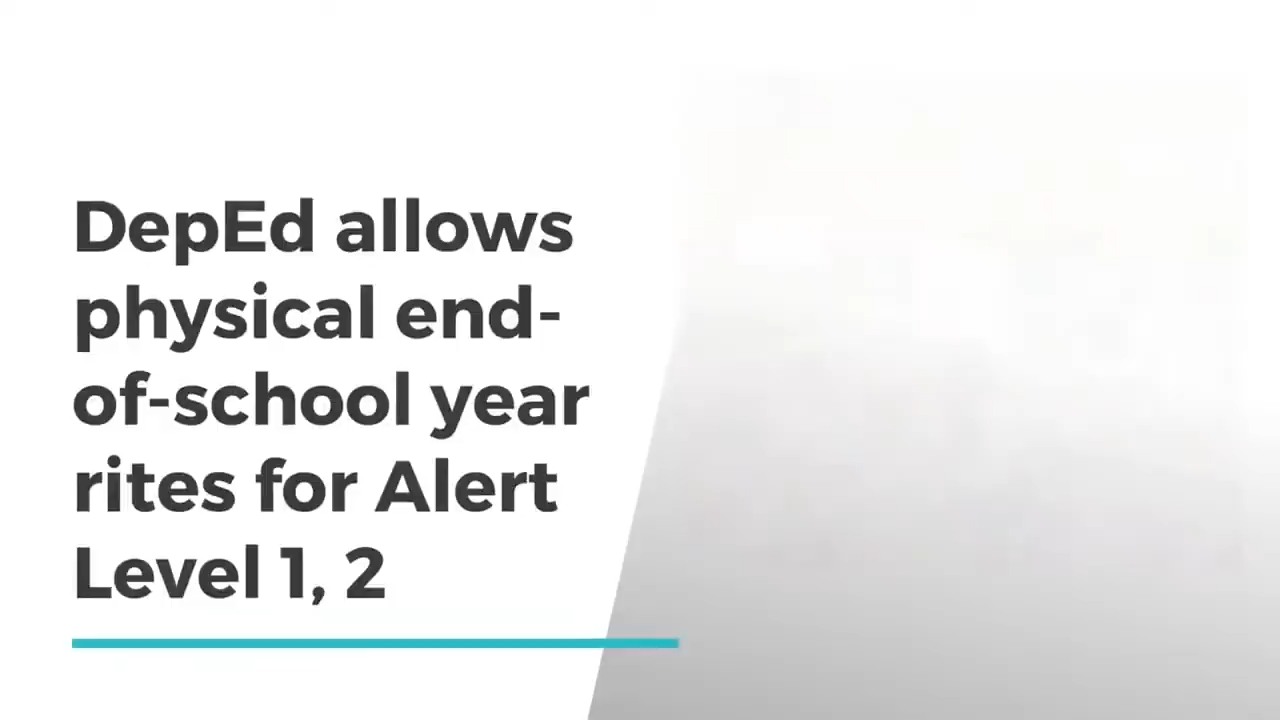 DepEd allows
physical end-
of-school year
rites for Alert
Level 1, 2